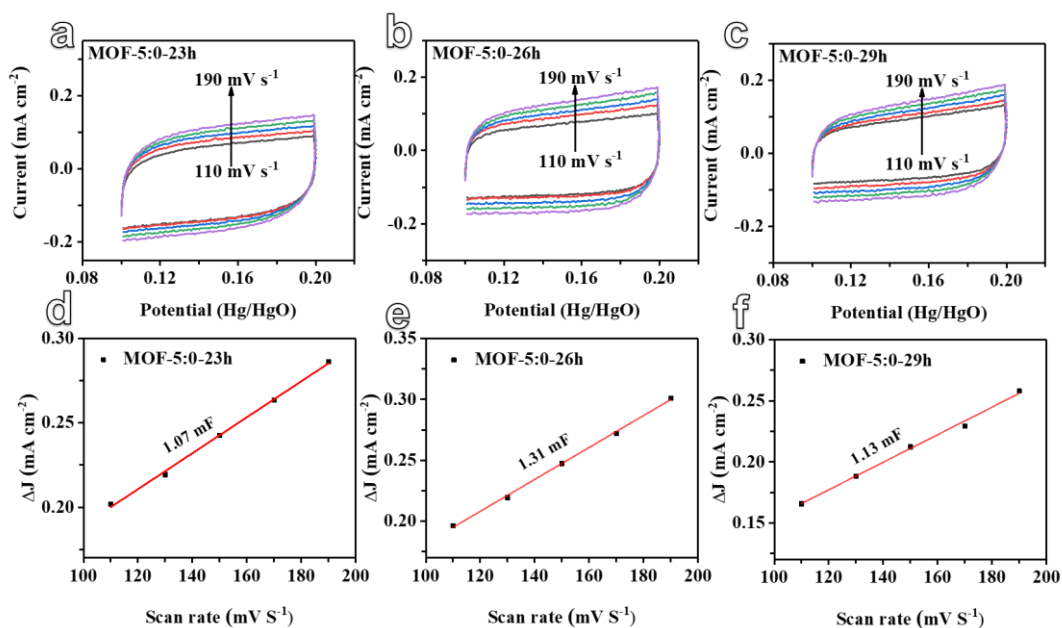 a
MOF-5:0-23h
190 mV s⁻¹
110 mV s⁻¹
Current (mA cm⁻²)
0.2
0.0
-0.2
0.08
0.12
0.16
0.20
Potential (Hg/HgO)
b
MOF-5:0-26h
190 mV s⁻¹
110 mV s⁻¹
Current (mA cm⁻²)
0.2
0.0
-0.2
0.08
0.12
0.16
0.20
Potential (Hg/HgO)
c
MOF-5:0-29h
190 mV s⁻¹
110 mV s⁻¹
Current (mA cm⁻²)
0.2
0.0
-0.2
0.08
0.12
0.16
0.20
Potential (Hg/HgO)
d
MOF-5:0-23h
1.07 mF
ΔJ (mA cm⁻²)
0.30
0.25
0.20
100
120
140
160
180
200
Scan rate (mV S⁻¹)
e
MOF-5:0-26h
1.31 mF
ΔJ (mA cm⁻²)
0.35
0.30
0.25
0.20
100
120
140
160
180
200
Scan rate (mV S⁻¹)
f
MOF-5:0-29h
1.13 mF
ΔJ (mA cm⁻²)
0.30
0.25
0.20
0.15
100
120
140
160
180
200
Scan rate (mV S⁻¹)